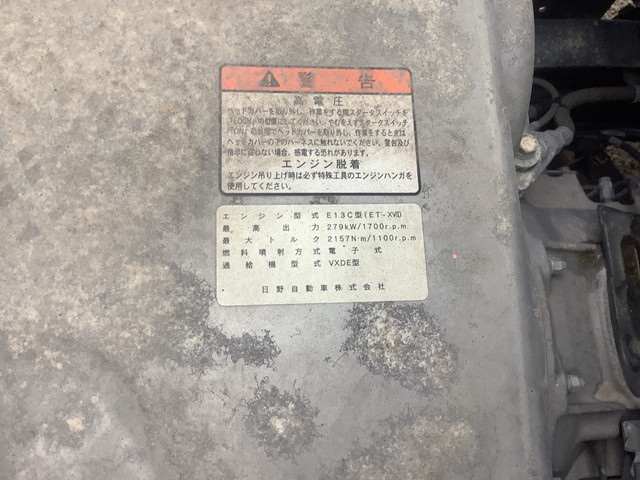 警告
高電圧
ヘッドカバーを取り外し、作業をする際スタータスイッチを
「LOCK」の位置にしてください。やむをえずスタータスイッチ
「ON」の状態でヘッドカバーを取り外し、作業をするときは
ヘッドカバーの下のハーネスに触れないでください。警告及び
指示に従わない場合、感電する恐れがあります。
エンジン脱着
エンジン吊り上げ時は必ず特殊工具のエンジンハンガを
使用してください。
エンジン型式 E13C型(ET-XVII)
最高出力 279kW/1700r.p.m
最大トルク 2157N・m/1100r.p.m
燃料噴射方式 電子式
過給機型式 VXDE型
日野自動車株式会社